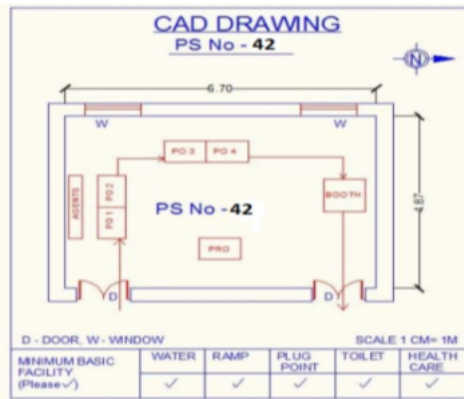 CAD DRAWING
PS No - 42
N
6.70
W
W
PO 3 PO 4
BOOTH
4.87
AGENTS
PO 1 PO 2
PS No - 42
PRO
D
D
D - DOOR, W - WINDOW
SCALE 1 CM= 1M
MINIMUM BASIC FACILITY (Please ✓)
WATER
RAMP
PLUG POINT
TOILET
HEALTH CARE
✓ ✓ ✓ ✓ ✓